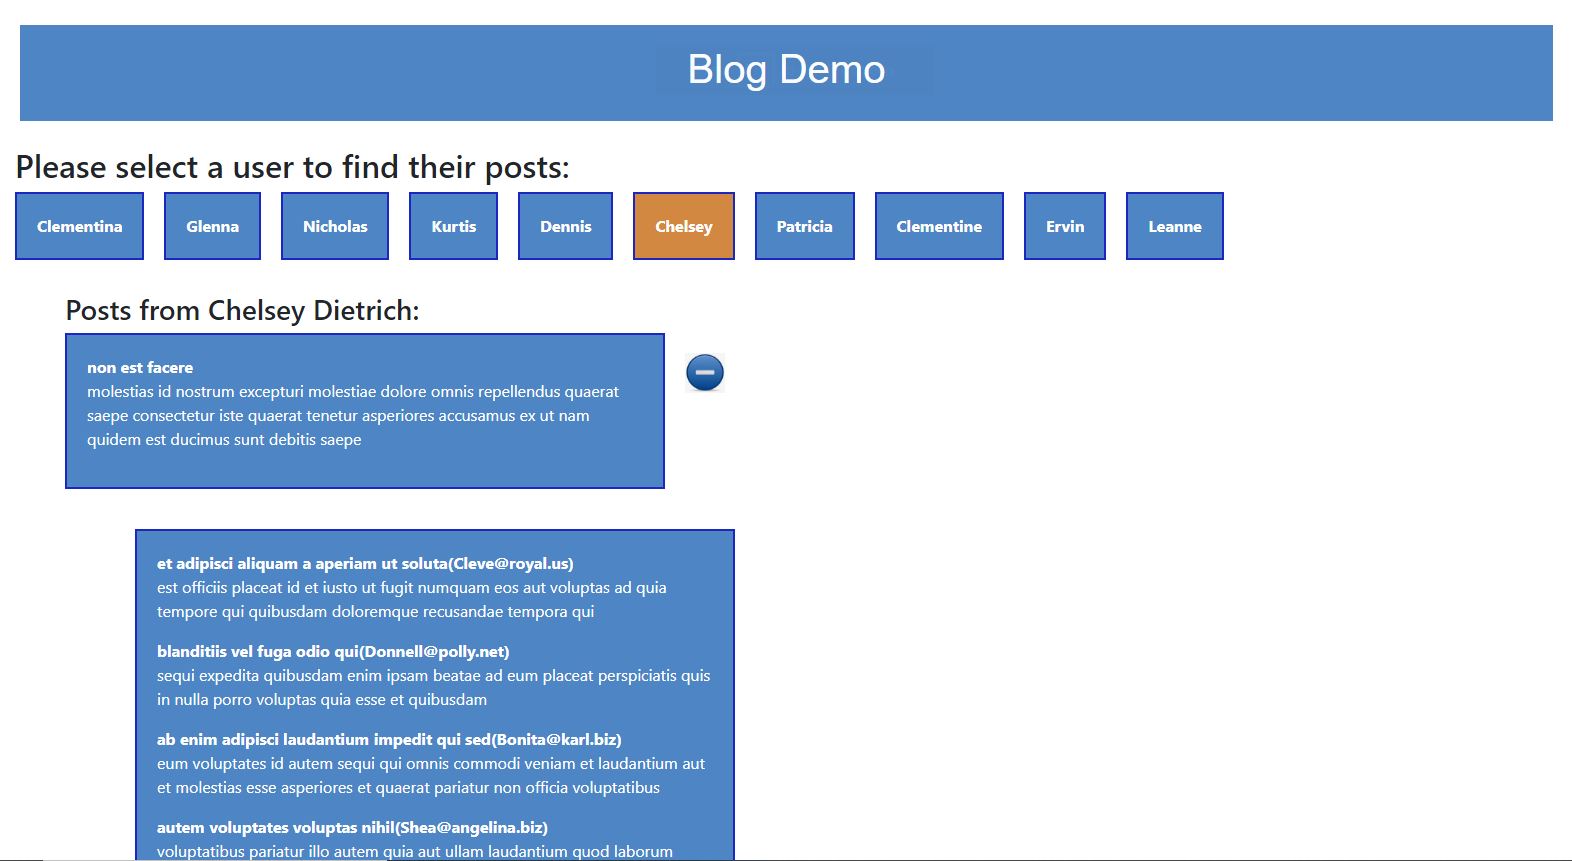 Blog Demo
Please select a user to find their posts:
Clementina Glenna Nicholas Kurtis Dennis Chelsey Patricia Clementine Ervin Leanne
Posts from Chelsey Dietrich:
non est facere
molestias id nostrum excepturi molestiae dolore omnis repellendus quaerat
saepe consectetur iste quaerat tenetur asperiores accusamus ex ut nam
quidem est ducimus sunt debitis saepe
et adipisci aliquam a aperiam ut soluta(Cleve@royal.us)
est officiis placeat id et iusto ut fugit numquam eos aut voluptas ad quia
tempore qui quibusdam doloremque recusandae tempora qui
blanditiis vel fuga odio qui(Donnell@polly.net)
sequi expedita quibusdam enim ipsam beatae ad eum placeat perspiciatis quis
in nulla porro voluptas quia esse et quibusdam
ab enim adipisci laudantium impedit qui sed(Bonita@karl.biz)
eum voluptates id autem sequi qui omnis commodi veniam et laudantium aut
et molestias esse asperiores et quaerat pariatur non officia voluptatibus
autem voluptates voluptas nihil(Shea@angelina.biz)
voluptatibus pariatur illo autem quia aut ullam laudantium quod laborum